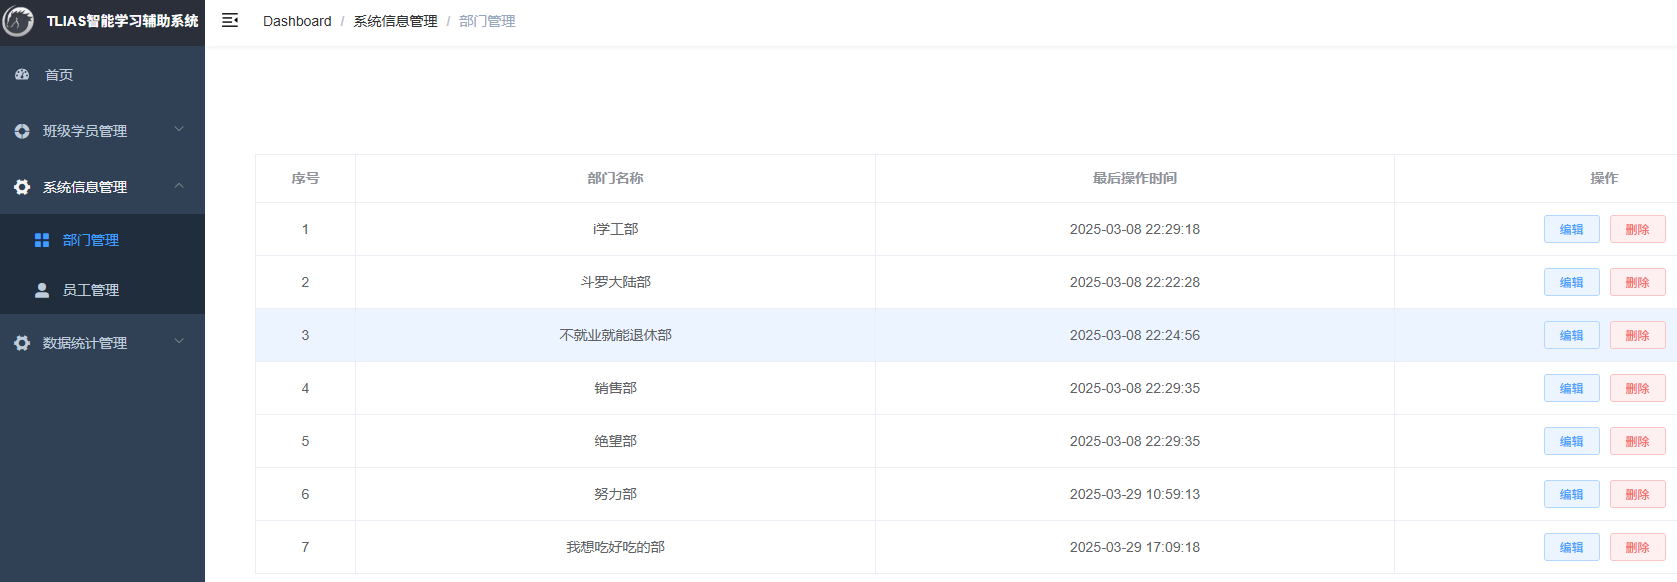 TLIAS智能学习辅助系统
Dashboard / 系统信息管理 / 部门管理
首页
班级学员管理
系统信息管理
部门管理
员工管理
数据统计管理
序号 部门名称 最后操作时间 操作
1 i学工部 2025-03-08 22:29:18 编辑 删除
2 斗罗大陆部 2025-03-08 22:22:28 编辑 删除
3 不就业就能退休部 2025-03-08 22:24:56 编辑 删除
4 销售部 2025-03-08 22:29:35 编辑 删除
5 绝望部 2025-03-08 22:29:35 编辑 删除
6 努力部 2025-03-29 10:59:13 编辑 删除
7 我想吃好吃的部 2025-03-29 17:09:18 编辑 删除